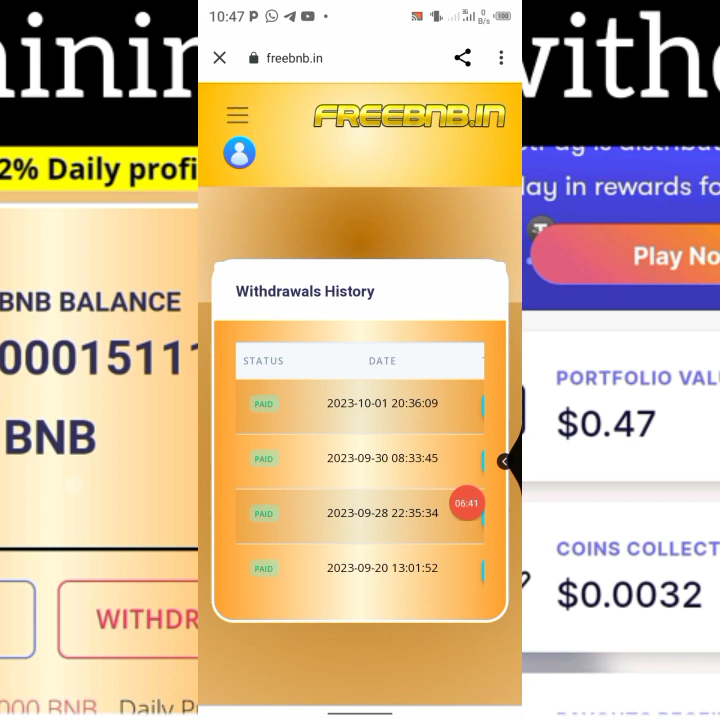 10:47
0
B/s
100
freebnb.in
FREEBNB.IN
Withdrawals History
STATUS DATE
PAID 2023-10-01 20:36:09
PAID 2023-09-30 08:33:45
PAID 2023-09-28 22:35:34
06:41
PAID 2023-09-20 13:01:52
2% Daily profi
BNB BALANCE
00015111
BNB
WITHDR
000 BNB Daily P
lay in rewards fo
Play No
PORTFOLIO VALU
$0.47
COINS COLLECT
$0.0032